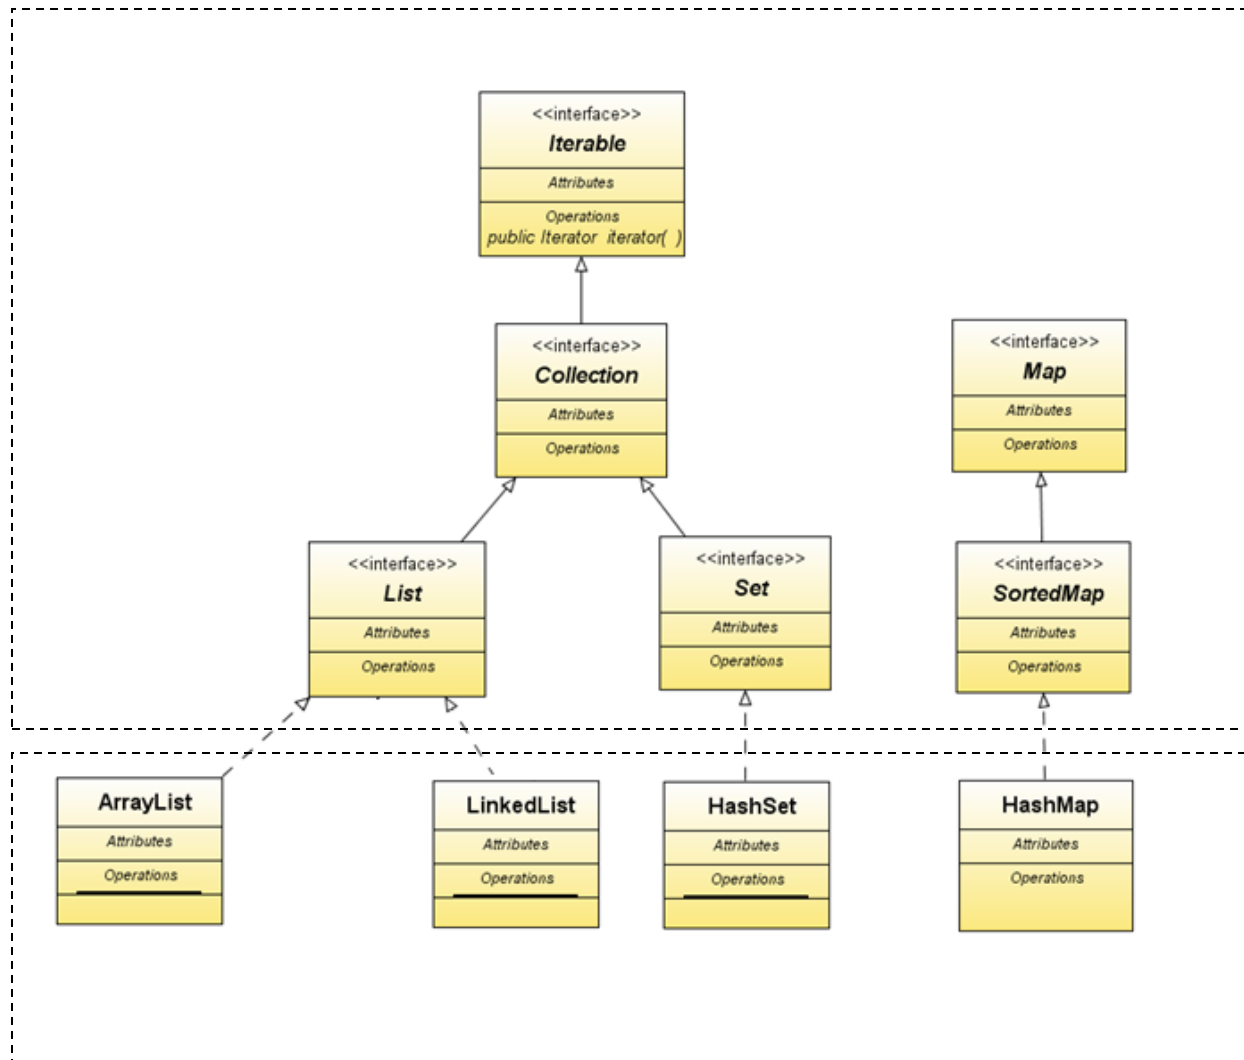 <<interface>>
Iterable
Attributes
Operations
public Iterator iterator( )
<<interface>>
Collection
Attributes
Operations
<<interface>>
Map
Attributes
Operations
<<interface>>
List
Attributes
Operations
<<interface>>
Set
Attributes
Operations
<<interface>>
SortedMap
Attributes
Operations
ArrayList
Attributes
Operations
LinkedList
Attributes
Operations
HashSet
Attributes
Operations
HashMap
Attributes
Operations